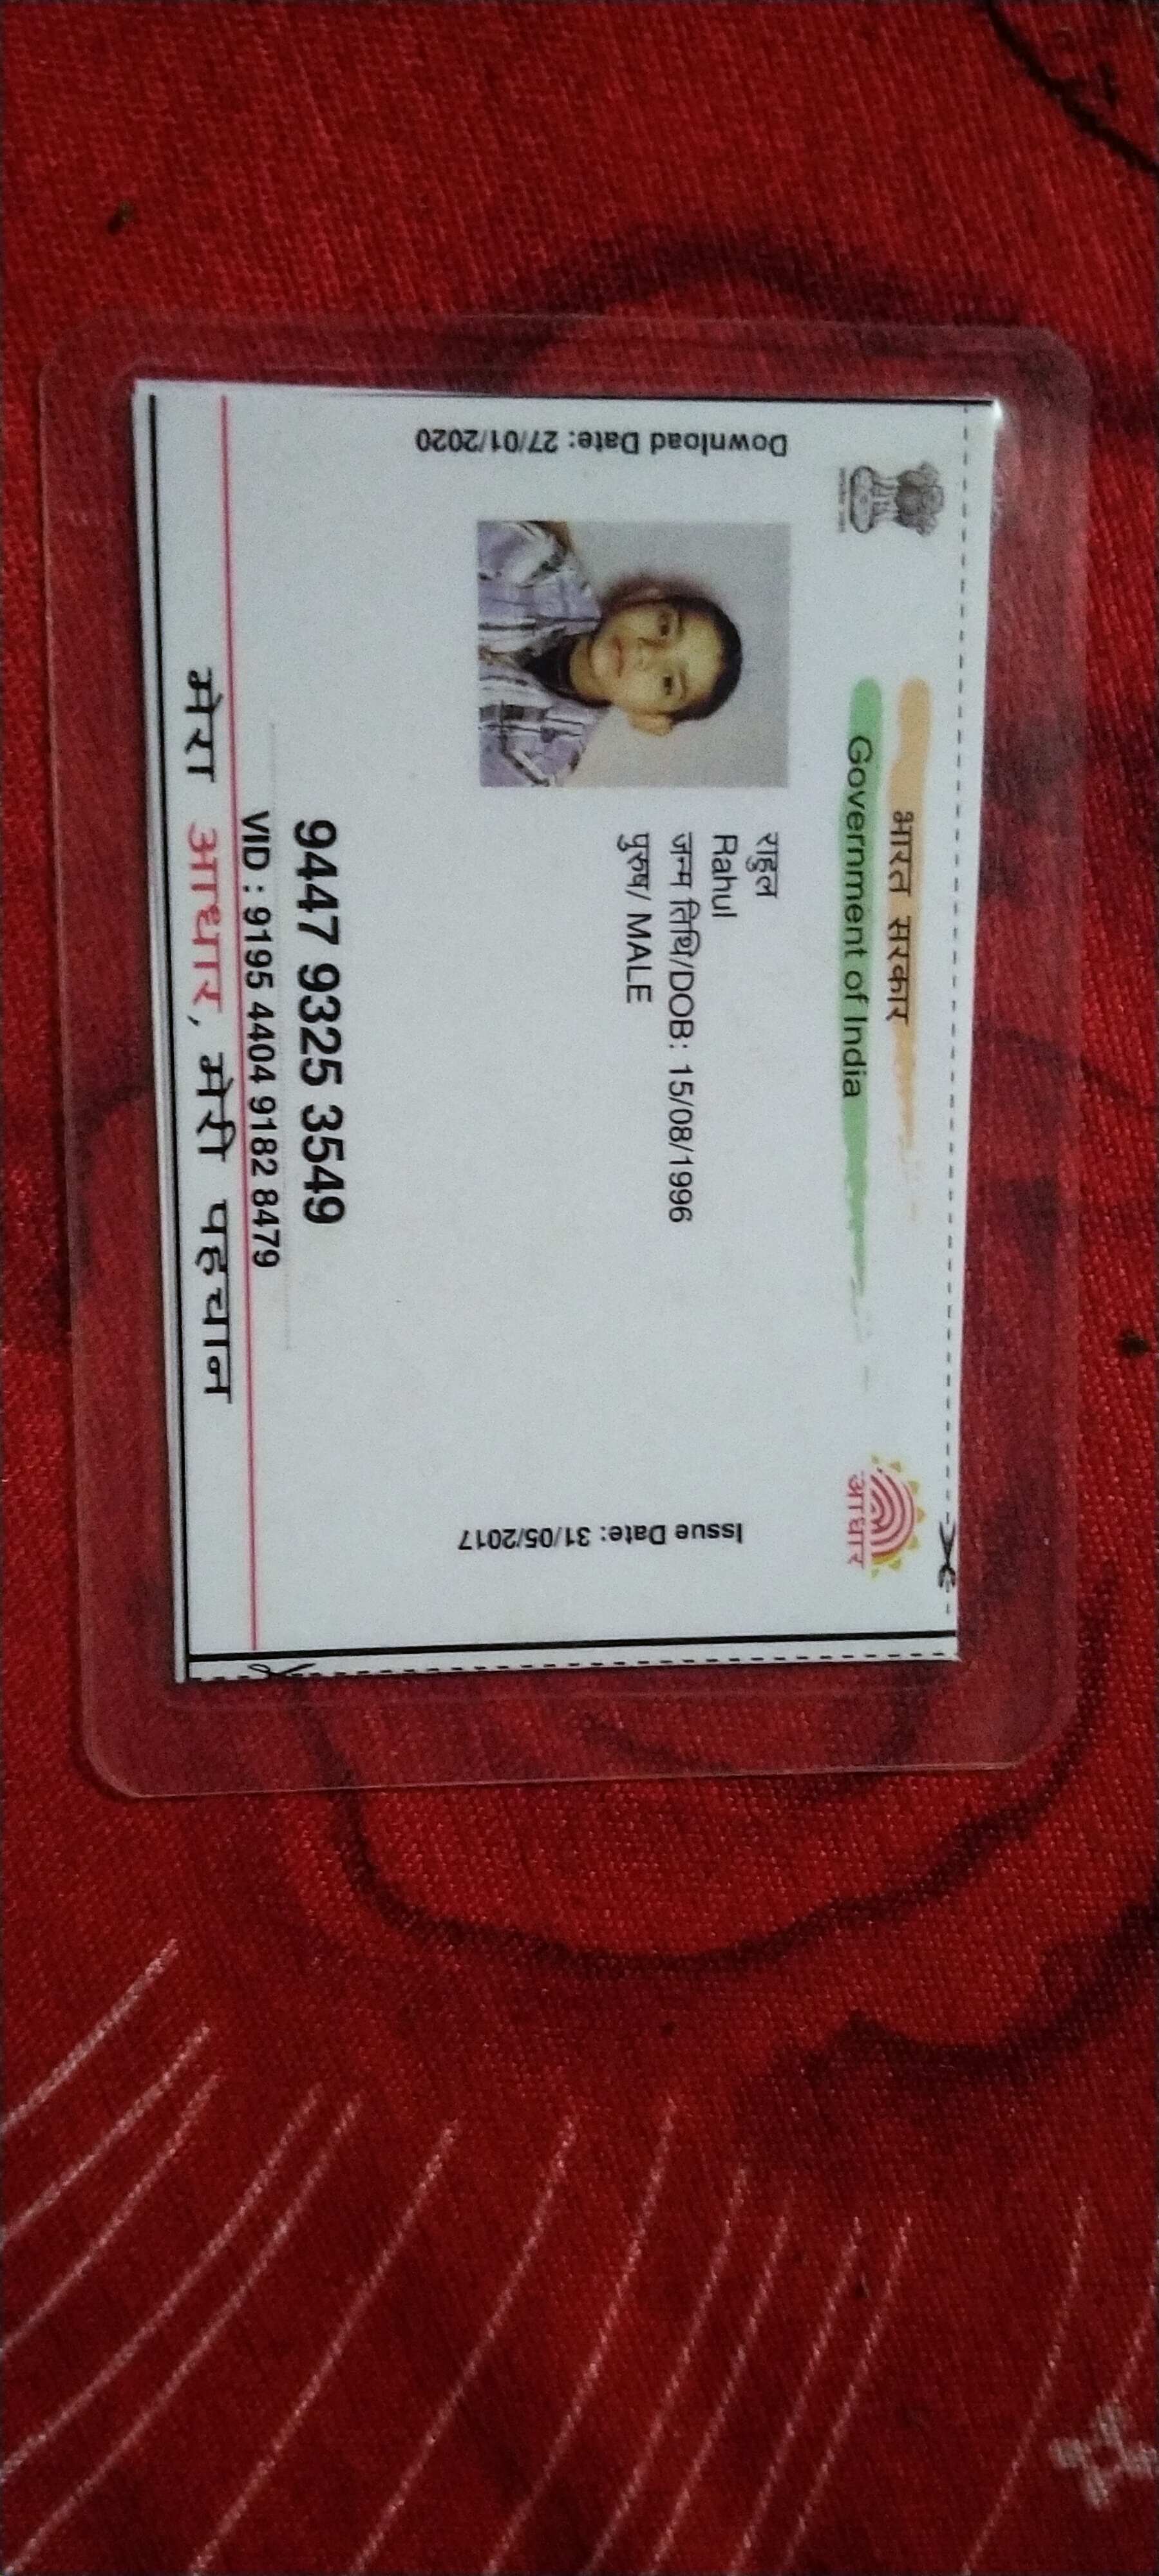 भारत सरकार
Government of India
आधार
Download Date: 27/01/2020
राहुल
Rahul
जन्म तिथि/DOB: 15/08/1996
पुरुष/ MALE
Issue Date: 31/05/2017
9447 9325 3549
VID : 9195 4404 9182 8479
मेरा आधार, मेरी पहचान